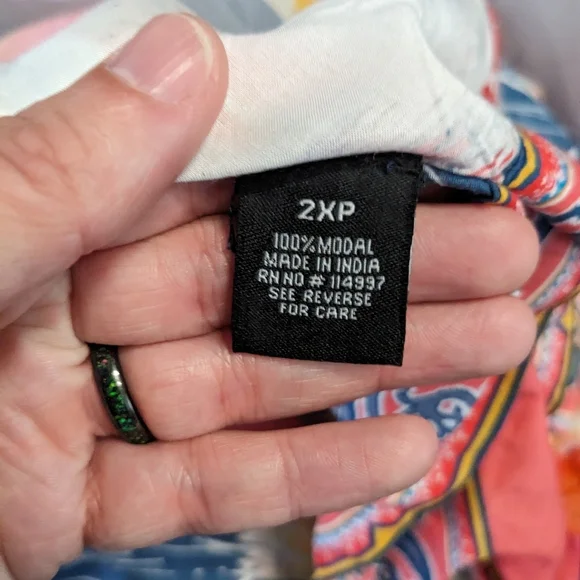 2XP
100% MODAL
MADE IN INDIA
RN NO # 114997
SEE REVERSE
FOR CARE